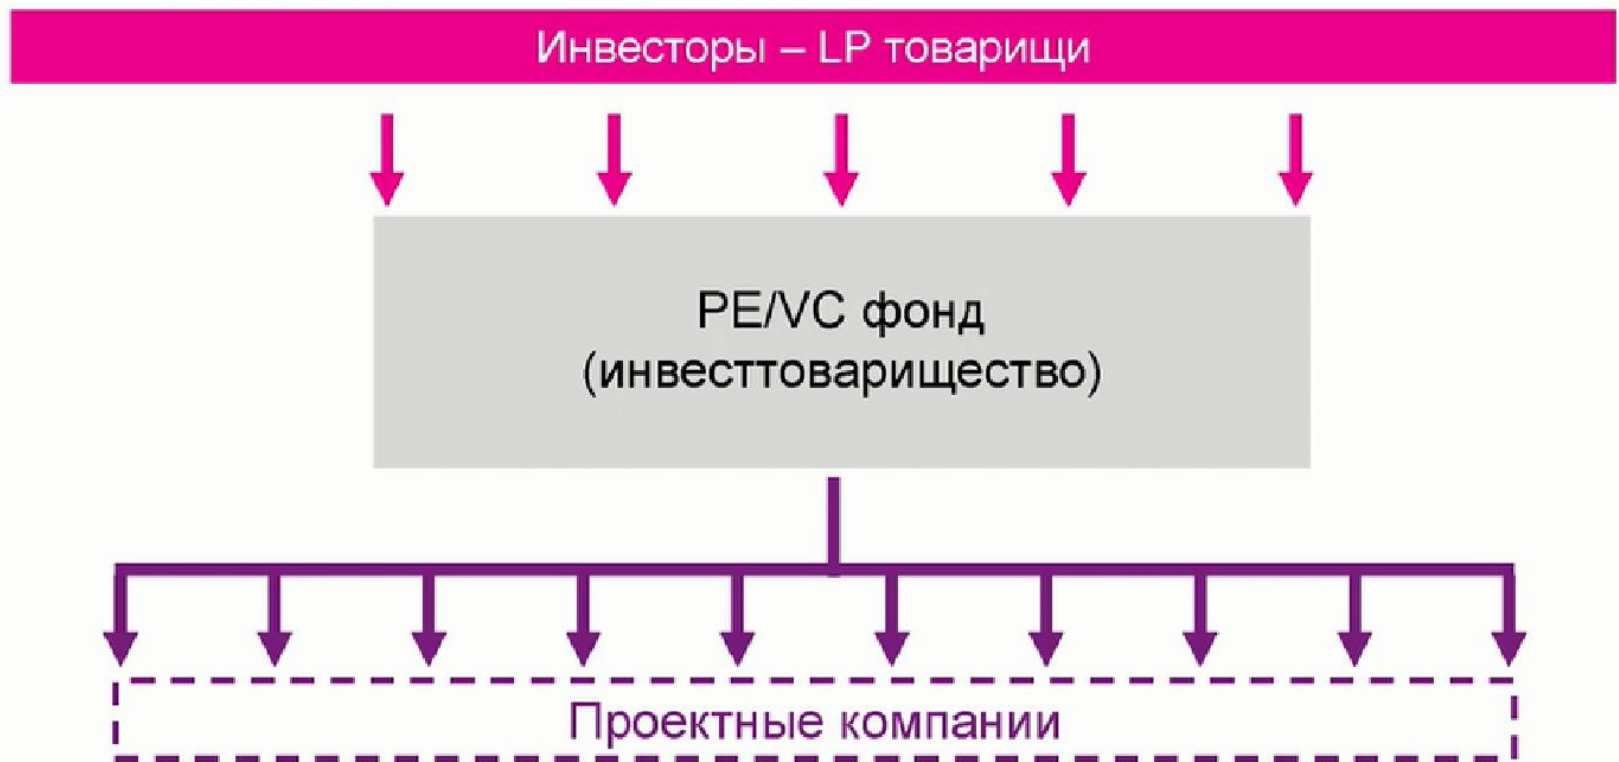 Инвесторы – LP товарищи
PE/VC фонд
(инвесттоварищество)
Проектные компании